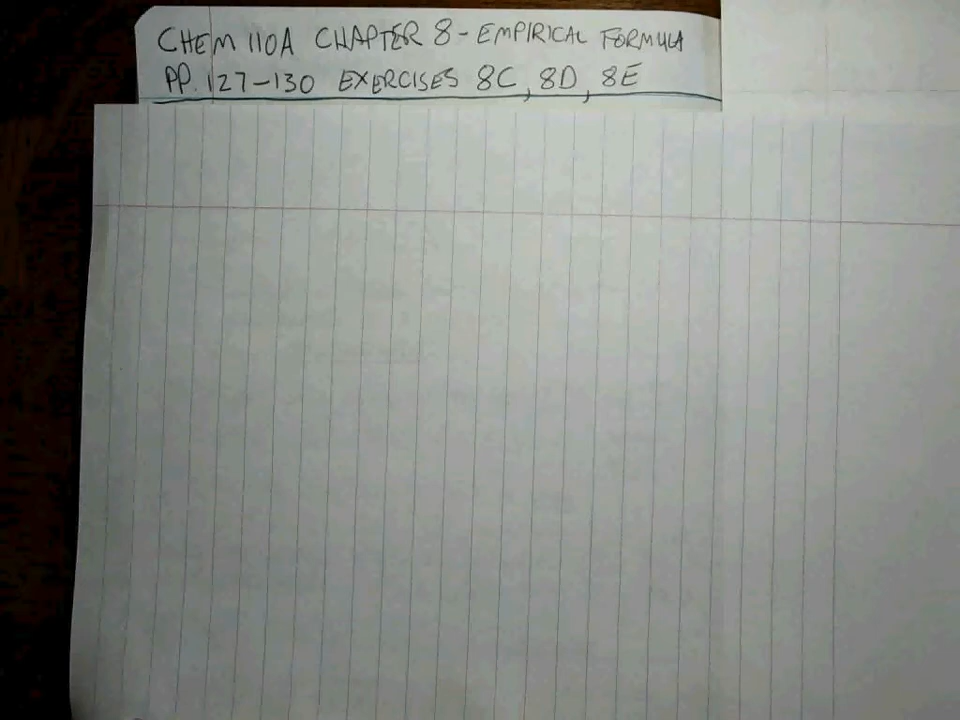 CHEM 110A CHAPTER 8 - EMPIRICAL FORMULA
PP. 127-130 EXERCISES 8C, 8D, 8E